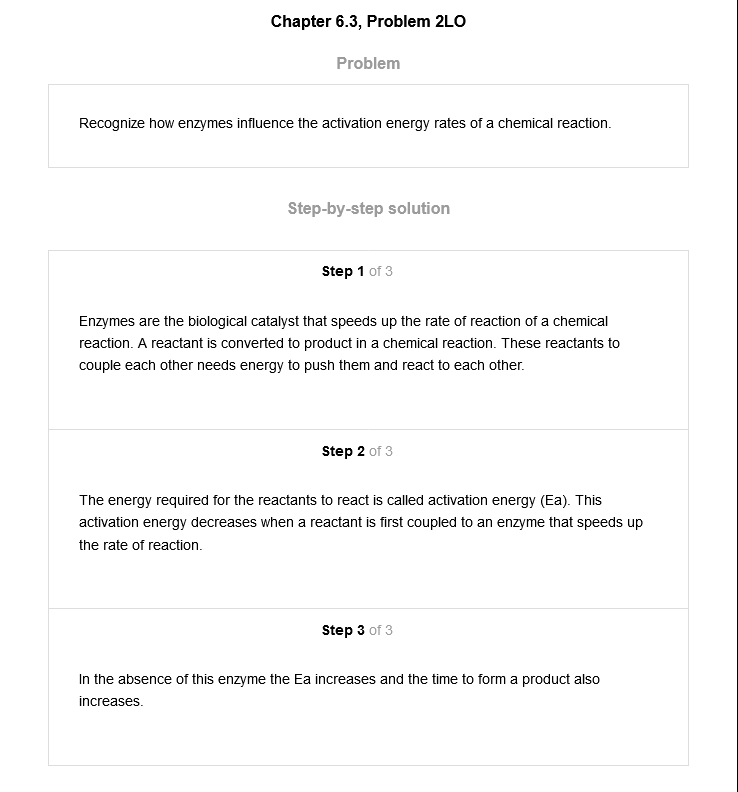 Chapter 6.3, Problem 2LO
Problem
Recognize how enzymes influence the activation energy rates of a chemical reaction.
Step-by-step solution
Step 1 of 3
Enzymes are the biological catalyst that speeds up the rate of reaction of a chemical
reaction. A reactant is converted to product in a chemical reaction. These reactants to
couple each other needs energy to push them and react to each other.
Step 2 of 3
The energy required for the reactants to react is called activation energy (Ea). This
activation energy decreases when a reactant is first coupled to an enzyme that speeds up
the rate of reaction.
Step 3 of 3
In the absence of this enzyme the Ea increases and the time to form a product also
increases.